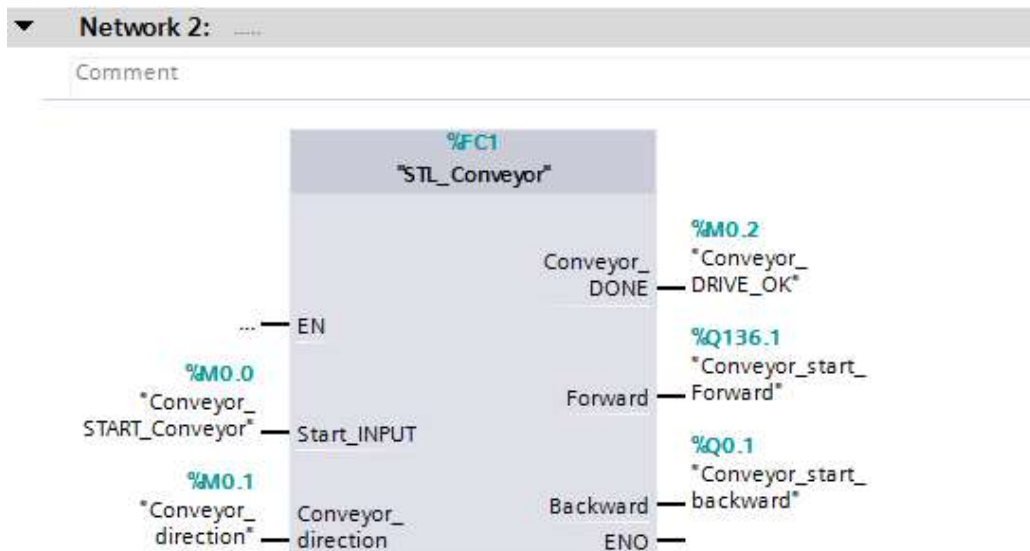 Network 2: .....
Comment
%FC1
"STL_Conveyor"
%M0.2
"Conveyor_
DRIVE_OK"
Conveyor_
DONE
... EN
%Q136.1
"Conveyor_start_
Forward"
Forward
%M0.0
"Conveyor_
START_Conveyor"
Start_INPUT
%Q0.1
"Conveyor_start_
backward"
Backward
%M0.1
"Conveyor_
direction"
Conveyor_
direction
ENO